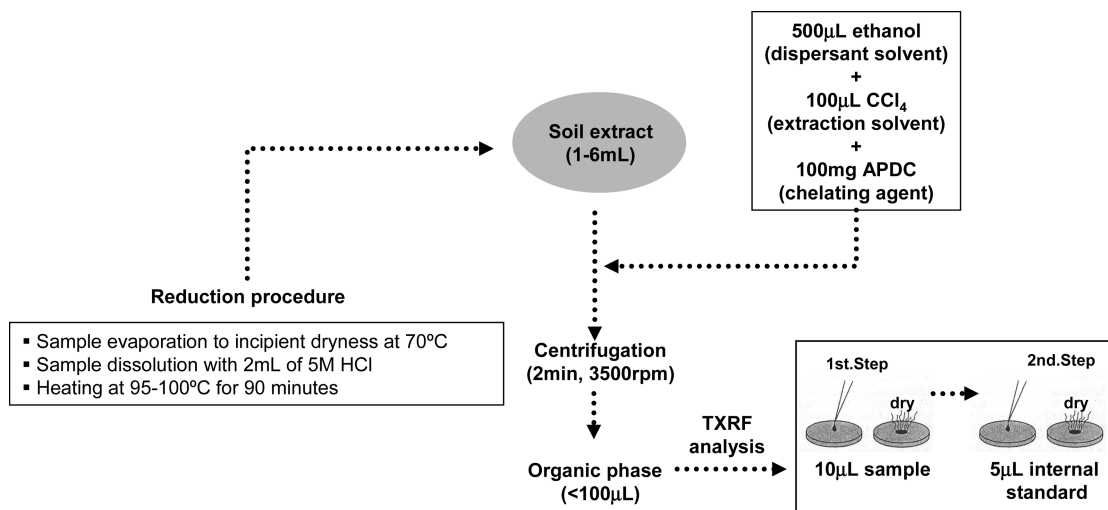 500μL ethanol
(dispersant solvent)
+
100μL CCl₄
(extraction solvent)
+
100mg APDC
(chelating agent)
Soil extract
(1-6mL)
Reduction procedure
▪ Sample evaporation to incipient dryness at 70ºC
▪ Sample dissolution with 2mL of 5M HCl
▪ Heating at 95-100ºC for 90 minutes
Centrifugation
(2min, 3500rpm)
TXRF
analysis
Organic phase
(<100μL)
1st.Step
dry
10μL sample
2nd.Step
dry
5μL internal
standard